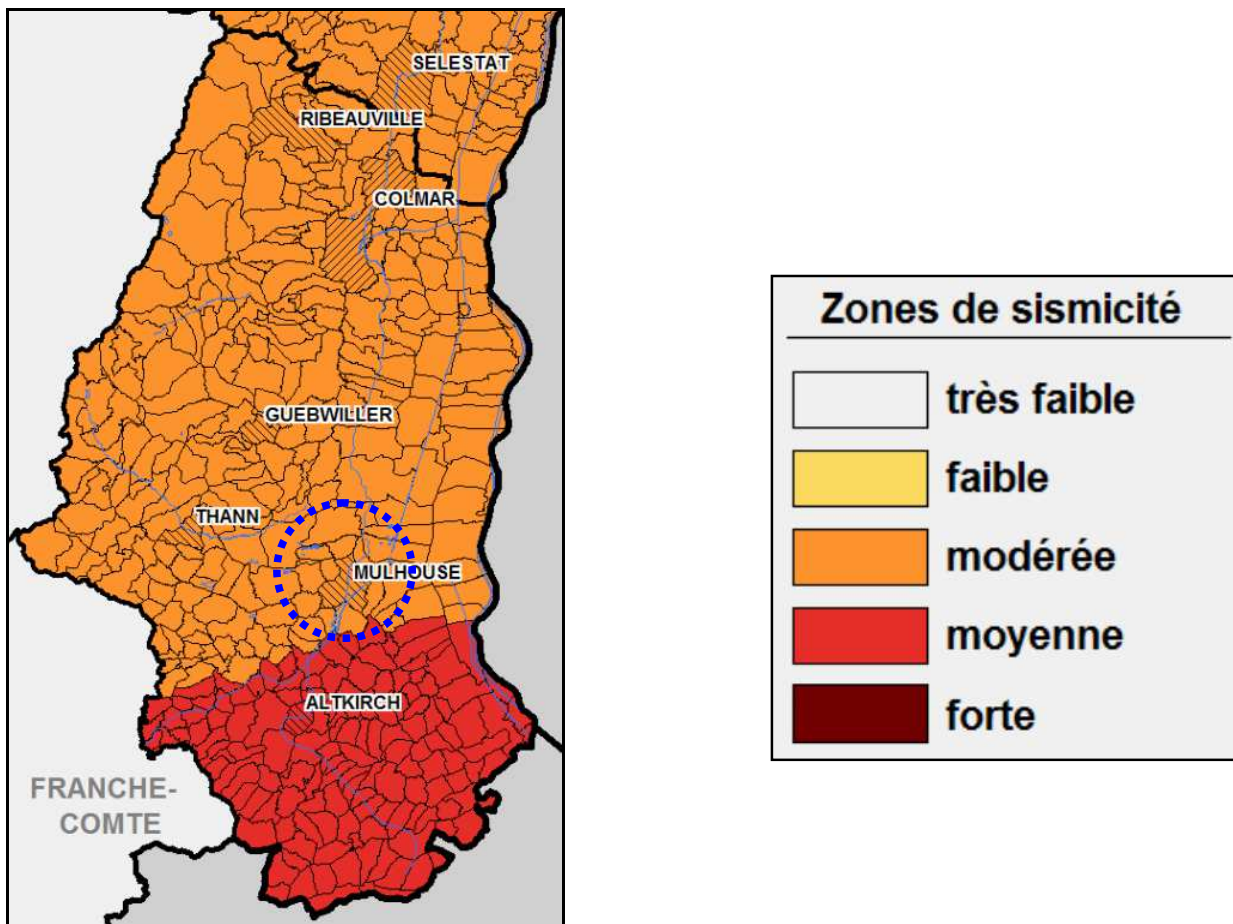 SELESTAT
RIBEAUVILLE
COLMAR
GUEBWILLER
THANN
MULHOUSE
ALTKIRCH
FRANCHE-
COMTE
Zones de sismicité
très faible
faible
modérée
moyenne
forte